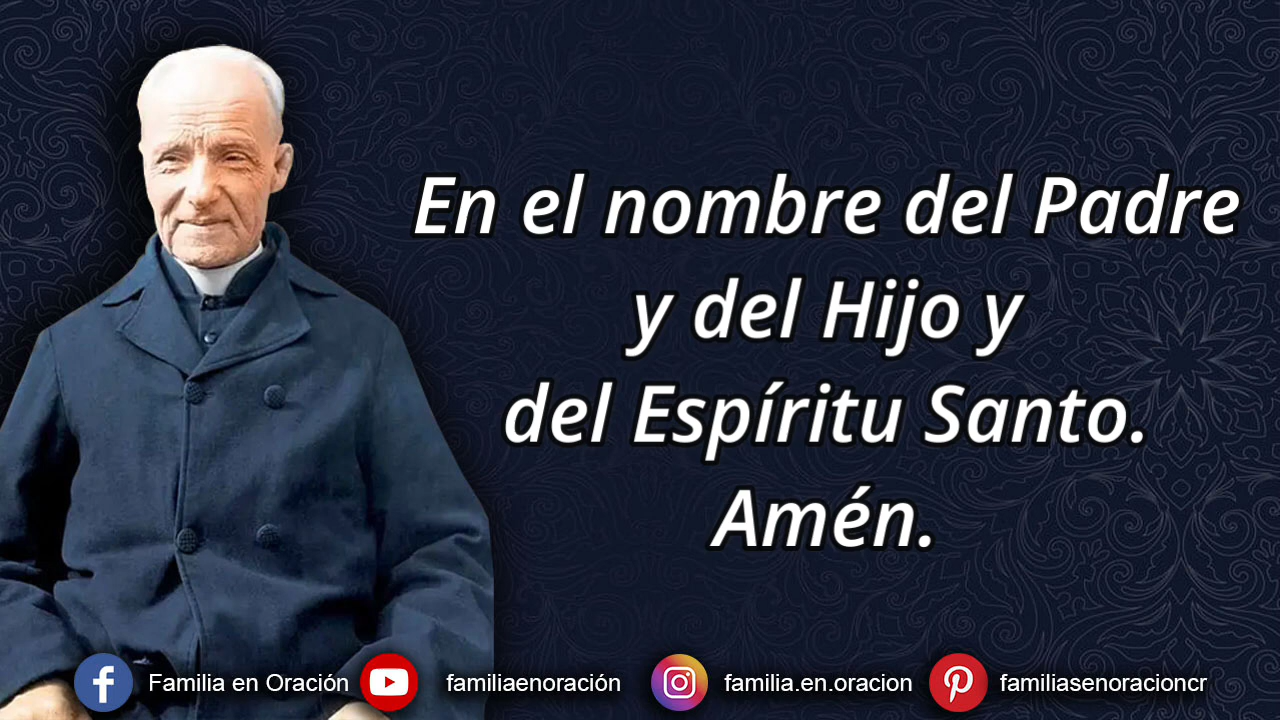 En el nombre del Padre
y del Hijo y
del Espíritu Santo.
Amén.
Familia en Oración familiaenoración familia.en.oracion familiasenoracioncr